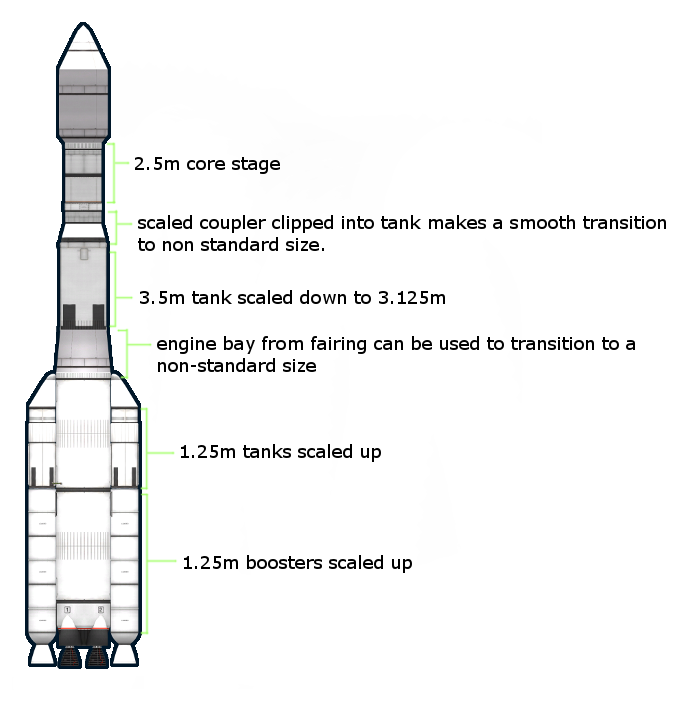 2.5m core stage
scaled coupler clipped into tank makes a smooth transition
to non standard size.
3.5m tank scaled down to 3.125m
engine bay from fairing can be used to transition to a
non-standard size
1.25m tanks scaled up
1.25m boosters scaled up
1 2